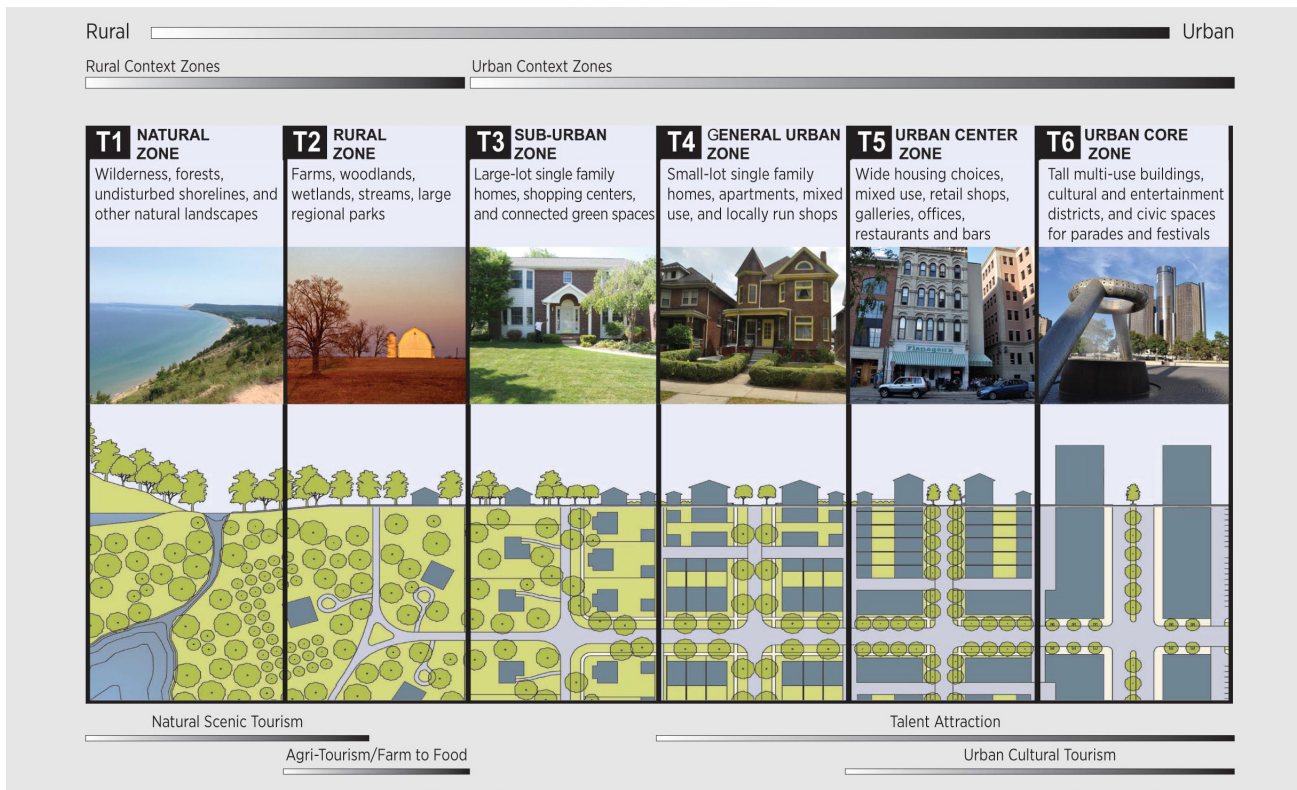 Rural
Urban
Rural Context Zones
Urban Context Zones
T1 NATURAL
ZONE
Wilderness, forests,
undisturbed shorelines, and
other natural landscapes
T2 RURAL
ZONE
Farms, woodlands,
wetlands, streams, large
regional parks
T3 SUB-URBAN
ZONE
Large-lot single family
homes, shopping centers,
and connected green spaces
T4 GENERAL URBAN
ZONE
Small-lot single family
homes, apartments, mixed
use, and locally run shops
T5 URBAN CENTER
ZONE
Wide housing choices,
mixed use, retail shops,
galleries, offices,
restaurants and bars
T6 URBAN CORE
ZONE
Tall multi-use buildings,
cultural and entertainment
districts, and civic spaces
for parades and festivals
Flanagan's
Natural Scenic Tourism
Talent Attraction
Agri-Tourism/Farm to Food
Urban Cultural Tourism